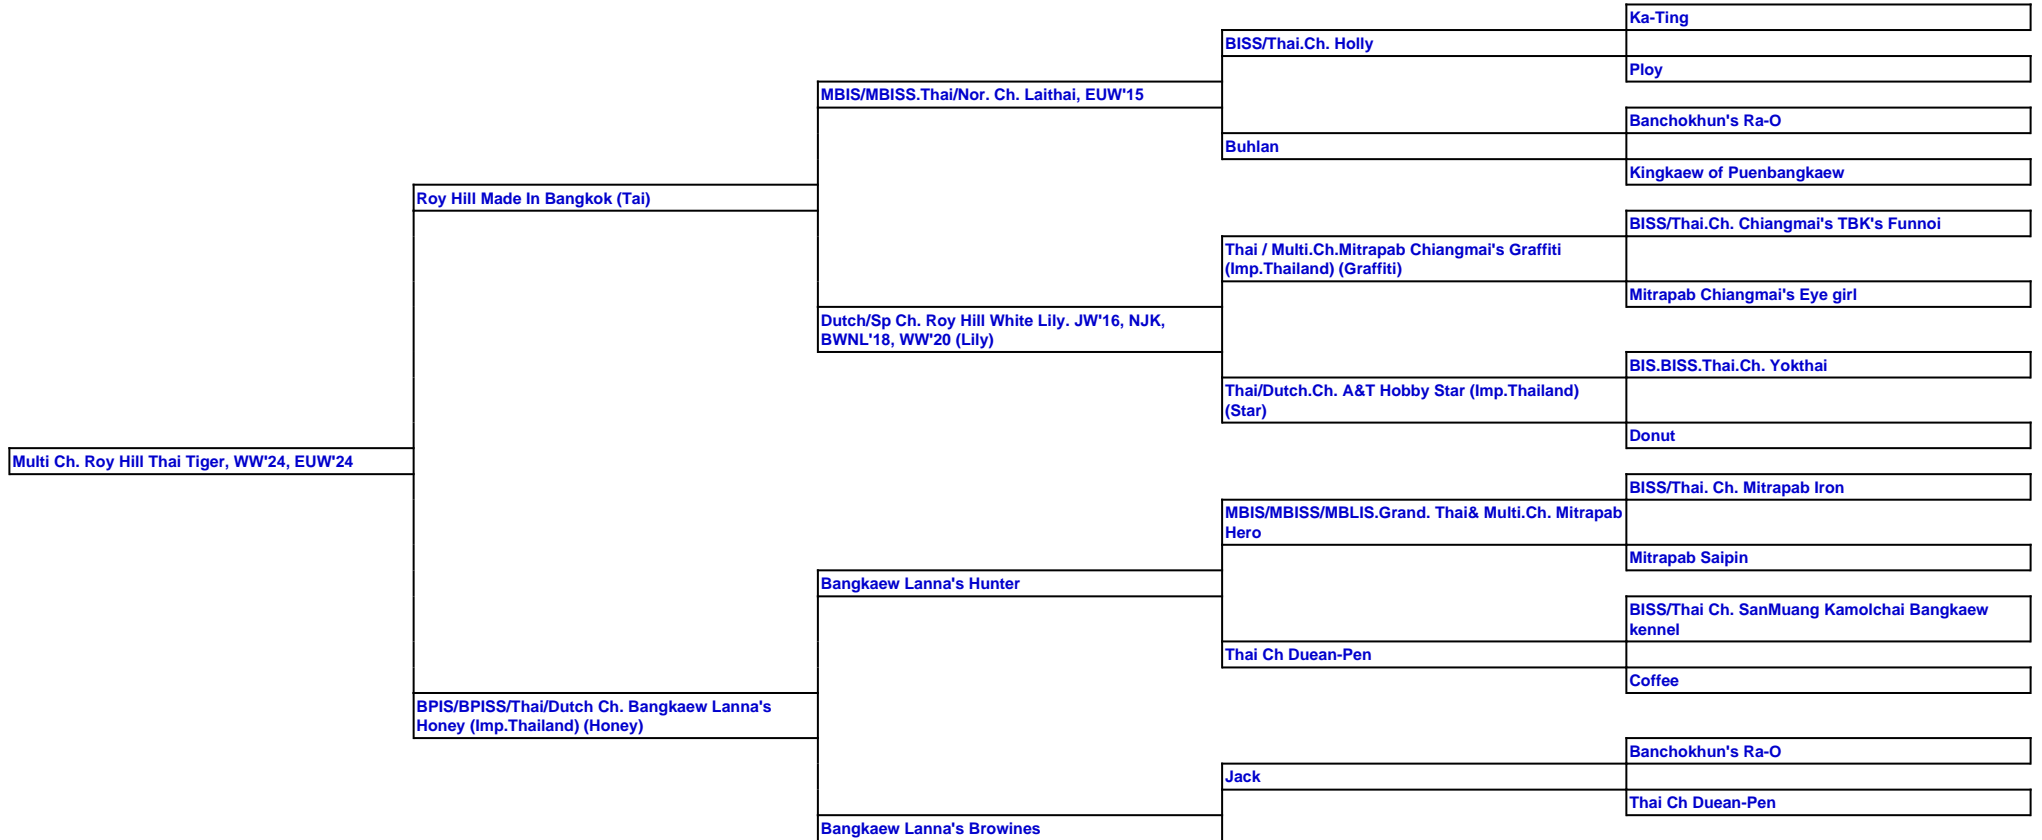 Ka-Ting
BISS/Thai.Ch. Holly
Ploy
MBIS/MBISS.Thai/Nor. Ch. Laithai, EUW'15
Banchokhun's Ra-O
Buhlan
Kingkaew of Puenbangkaew
Roy Hill Made In Bangkok (Tai)
BISS/Thai.Ch. Chiangmai's TBK's Funnoi
Thai / Multi.Ch.Mitrapab Chiangmai's Graffiti
(Imp.Thailand) (Graffiti)
Mitrapab Chiangmai's Eye girl
Dutch/Sp Ch. Roy Hill White Lily. JW'16, NJK,
BWNL'18, WW'20 (Lily)
BIS.BISS.Thai.Ch. Yokthai
Thai/Dutch.Ch. A&T Hobby Star (Imp.Thailand)
(Star)
Donut
Multi Ch. Roy Hill Thai Tiger, WW'24, EUW'24
BISS/Thai. Ch. Mitrapab Iron
MBIS/MBISS/MBLIS.Grand. Thai& Multi.Ch. Mitrapab
Hero
Mitrapab Saipin
Bangkaew Lanna's Hunter
BISS/Thai Ch. SanMuang Kamolchai Bangkaew
kennel
Thai Ch Duean-Pen
Coffee
BPIS/BPISS/Thai/Dutch Ch. Bangkaew Lanna's
Honey (Imp.Thailand) (Honey)
Banchokhun's Ra-O
Jack
Thai Ch Duean-Pen
Bangkaew Lanna's Browines